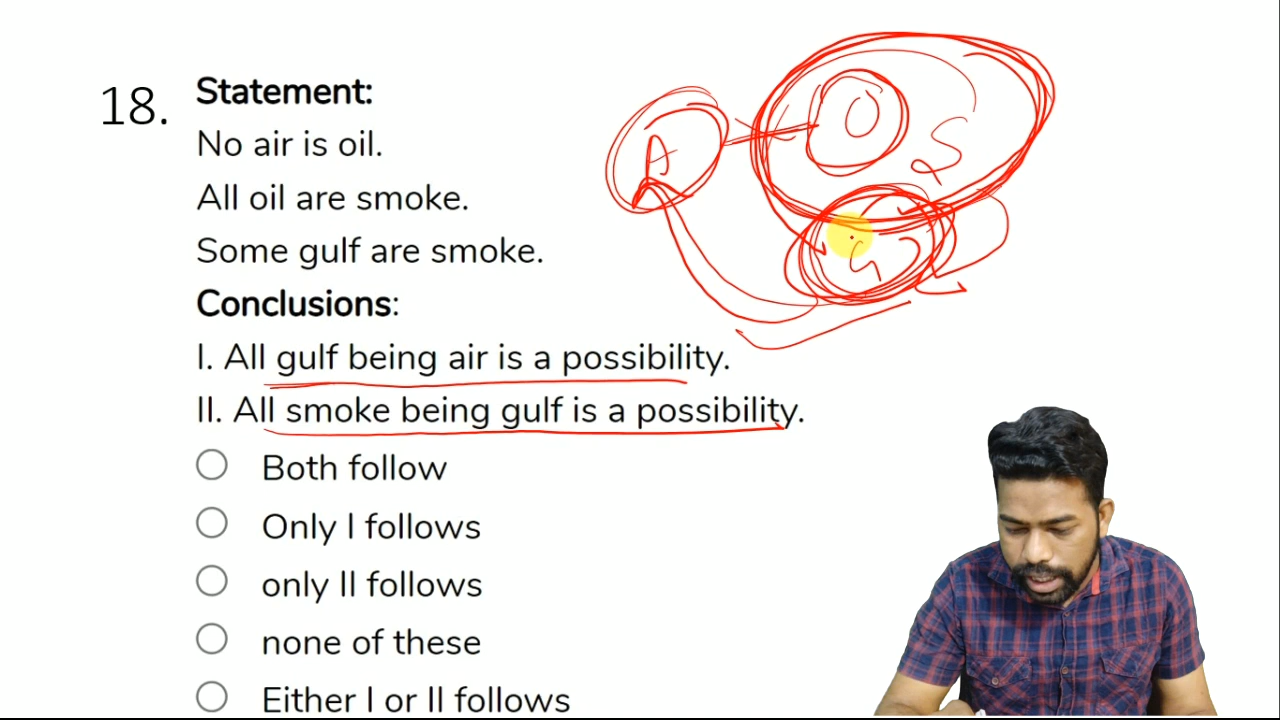 18.
Statement:
No air is oil.
All oil are smoke.
Some gulf are smoke.
Conclusions:
I. All gulf being air is a possibility.
II. All smoke being gulf is a possibility.
Both follow
Only I follows
only II follows
none of these
Either I or II follows
A
O
S
G